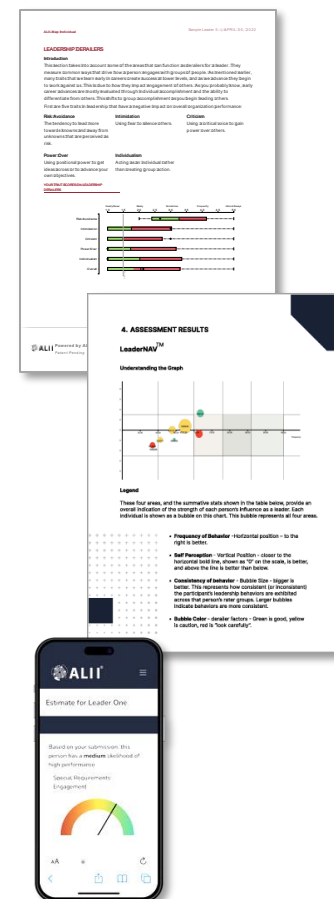 ALII-Step Individual
LEADERSHIP DERAILERS
Introduction
This section takes into account some of the areas that can function as derailers for a leader. They
measure common ways that drive how a person engages with groups of people. As mentioned earlier,
many traits that are learn early in careers create success at lower levels, and as we advance they begin
to work against us. This is due to how they impact engagement of others. As you probably know, early
career advances are mostly evaluated through individual accomplishment and the ability to
differentiate from others. This shifts to group accomplishment as you begin leading others.
First are five traits in leadership that have a negative impact on overall organization performance.
Risk Avoidance Intimidation Criticism
The tendency to lead more Using fear to silence others. Using a critical voice to gain
towards knowns and away from power over others.
unknowns that are perceived as
risk.
Power Over Individualism
Using positional power to get Acting as an individual rather
ideas across or to advance your than creating group action.
own objectives.
Risk Avoidance
Intimidation
Criticism
Power Over
Individualism
Overall
ALII Powered by
Patent Pending
4. ASSESSMENT RESULTS
LeaderNAV™
Understanding the Graph
Legend
These four areas, and the summative stats shown in the table below, provide an
overall indication of the strength of each person's influence as a leader. Each
individual is shown as a bubble on this chart. This bubble represents all four areas.
• Frequency of Behavior - Horizontal position - to the
right is better.
• Self Perception - Vertical Position - closer to the
horizontal bold line, shown as "0" on the scale, is better,
and above the line is better than below.
• Consistency of behavior - Bubble Size - bigger is
better. This represents how consistent (or inconsistent)
the participant's leadership behaviors are exhibited
across that person's rater groups. Larger bubbles
indicate behaviors are more consistent.
• Bubble Color - derailer factors - Green is good, yellow
is caution, red is "look carefully".
ALII
Estimate for Leader One
Based on your submission, this
person has a medium likelihood of
high performance
Special Requirements:
Engagement
AA